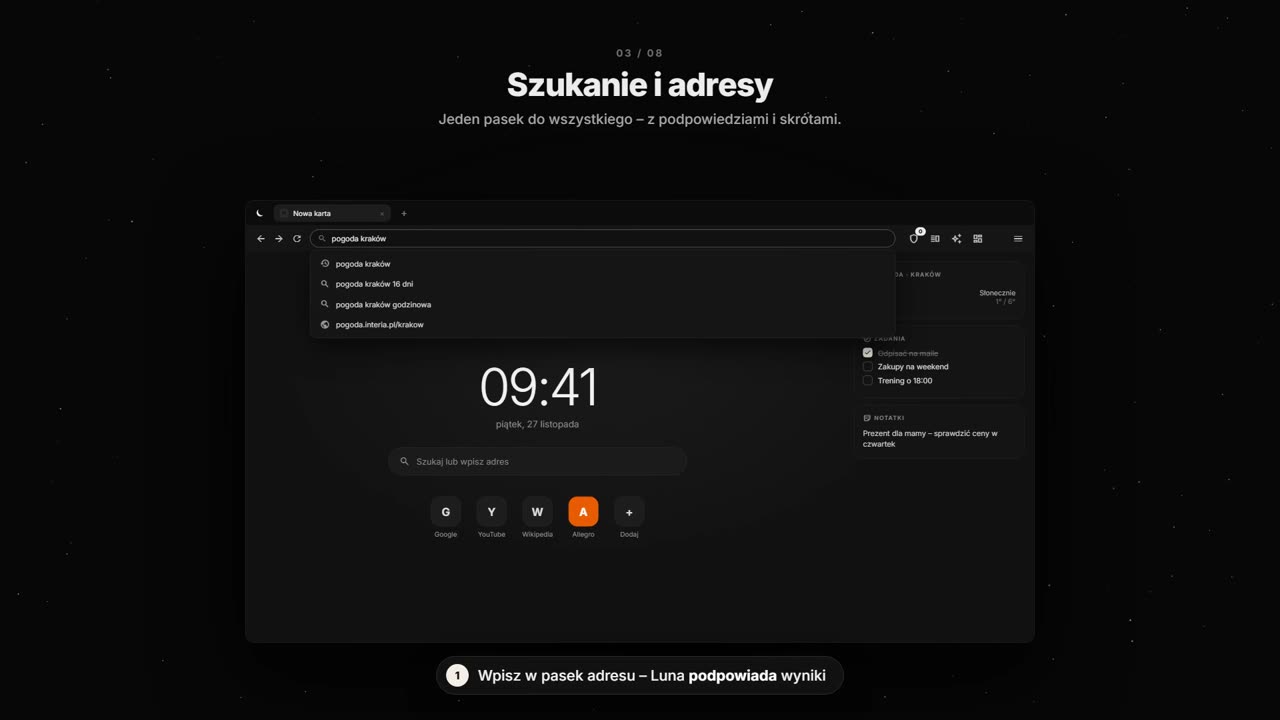 03 / 08
Szukanie i adresy
Jeden pasek do wszystkiego – z podpowiedziami i skrótami.
Nowa karta
pogoda kraków
0
pogoda kraków
pogoda kraków 16 dni
pogoda kraków godzinowa
pogoda.interia.pl/krakow
· KRAKÓW
Słonecznie
1° / 6°
ZADANIA
Odpisać na maile
Zakupy na weekend
Trening o 18:00
NOTATKI
Prezent dla mamy – sprawdzić ceny w
czwartek
09:41
piątek, 27 listopada
Szukaj lub wpisz adres
G Y W A +
Google YouTube Wikipedia Allegro Dodaj
1 Wpisz w pasek adresu – Luna podpowiada wyniki